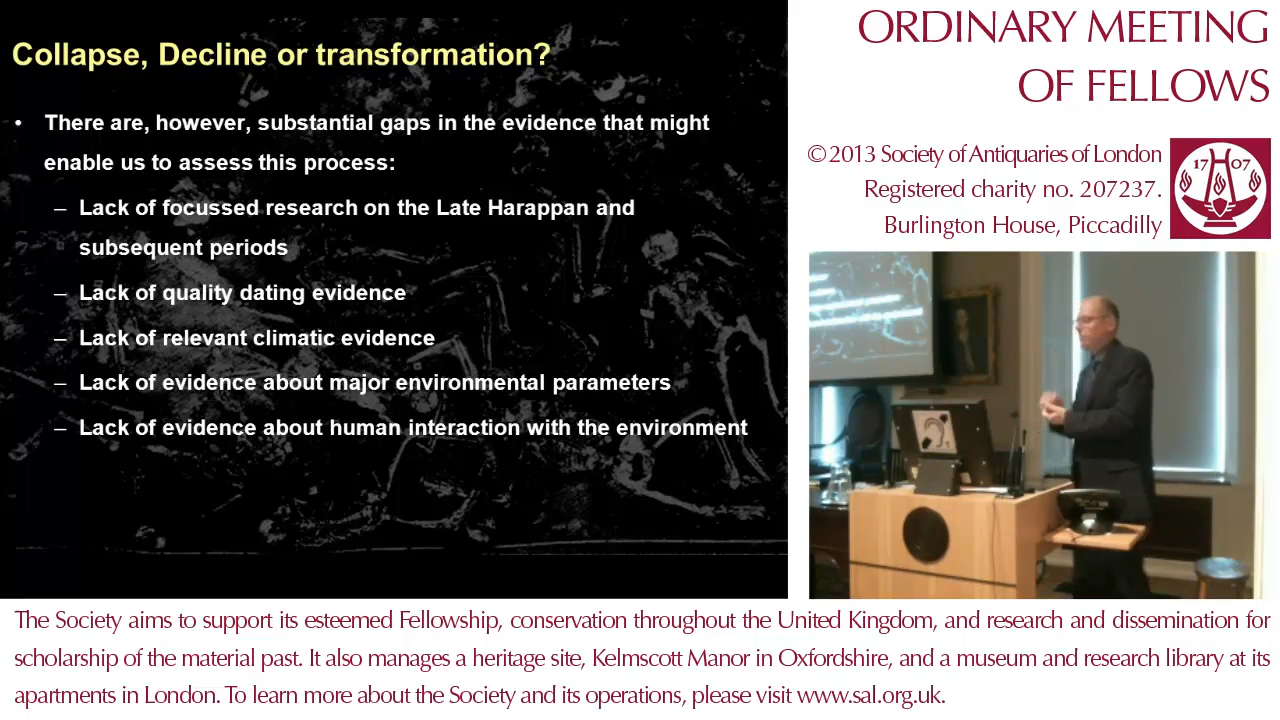 Collapse, Decline or transformation?
• There are, however, substantial gaps in the evidence that might
enable us to assess this process:
– Lack of focussed research on the Late Harappan and
subsequent periods
– Lack of quality dating evidence
– Lack of relevant climatic evidence
– Lack of evidence about major environmental parameters
– Lack of evidence about human interaction with the environment
ORDINARY MEETING
OF FELLOWS
© 2013 Society of Antiquaries of London
Registered charity no. 207237.
Burlington House, Piccadilly
17 07
The Society aims to support its esteemed Fellowship, conservation throughout the United Kingdom, and research and dissemination for
scholarship of the material past. It also manages a heritage site, Kelmscott Manor in Oxfordshire, and a museum and research library at its
apartments in London. To learn more about the Society and its operations, please visit www.sal.org.uk.